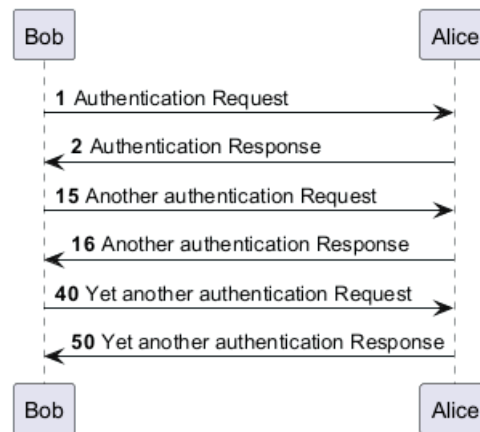 Bob Alice
1 Authentication Request
2 Authentication Response
15 Another authentication Request
16 Another authentication Response
40 Yet another authentication Request
50 Yet another authentication Response
Bob Alice